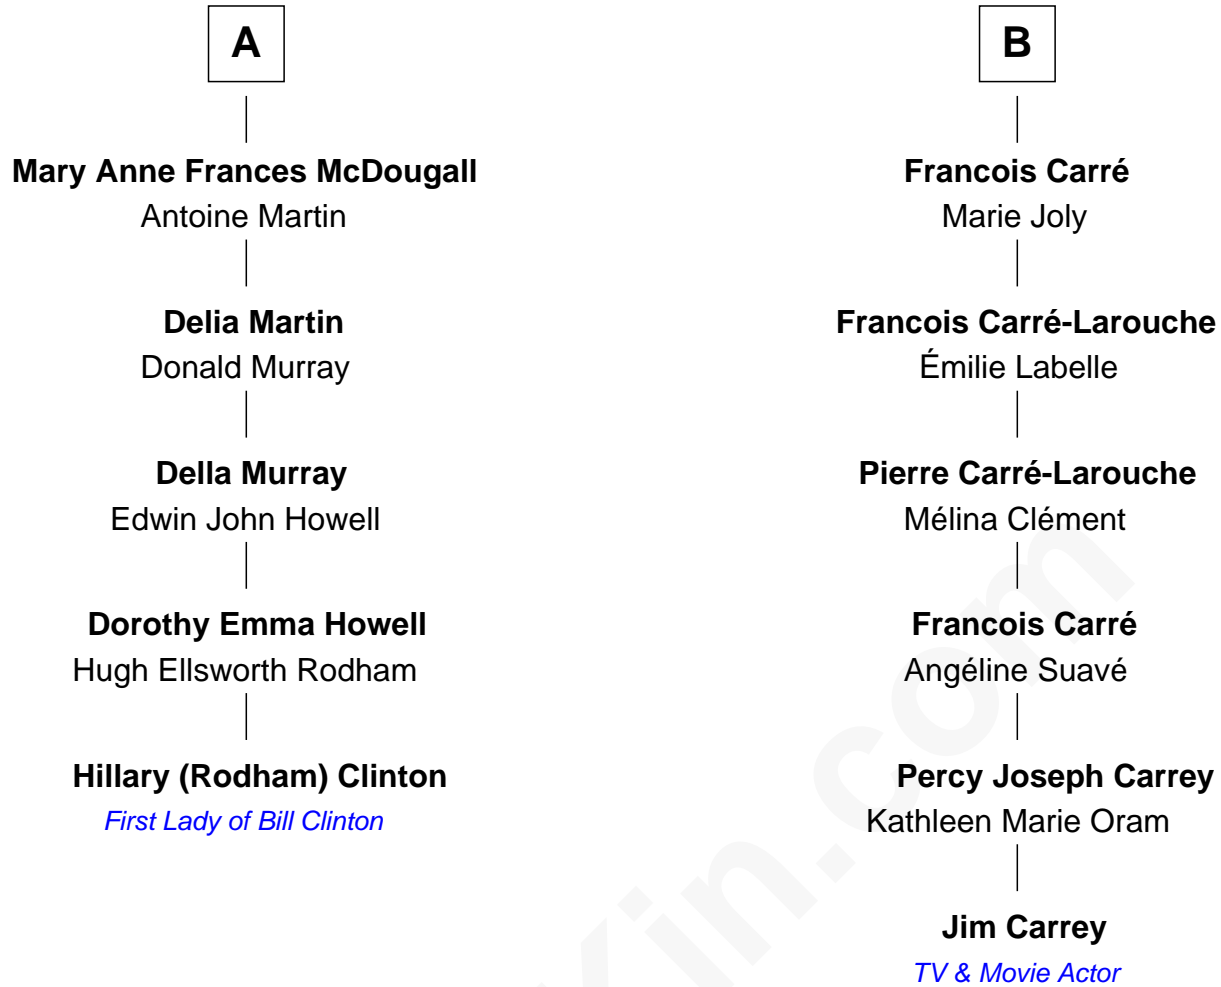 A
Mary Anne Frances McDougall
Antoine Martin
Delia Martin
Donald Murray
Della Murray
Edwin John Howell
Dorothy Emma Howell
Hugh Ellsworth Rodham
Hillary (Rodham) Clinton
First Lady of Bill Clinton
B
Francois Carré
Marie Joly
Francois Carré-Larouche
Émilie Labelle
Pierre Carré-Larouche
Mélina Clément
Francois Carré
Angéline Suavé
Percy Joseph Carrey
Kathleen Marie Oram
Jim Carrey
TV & Movie Actor
Kin.com